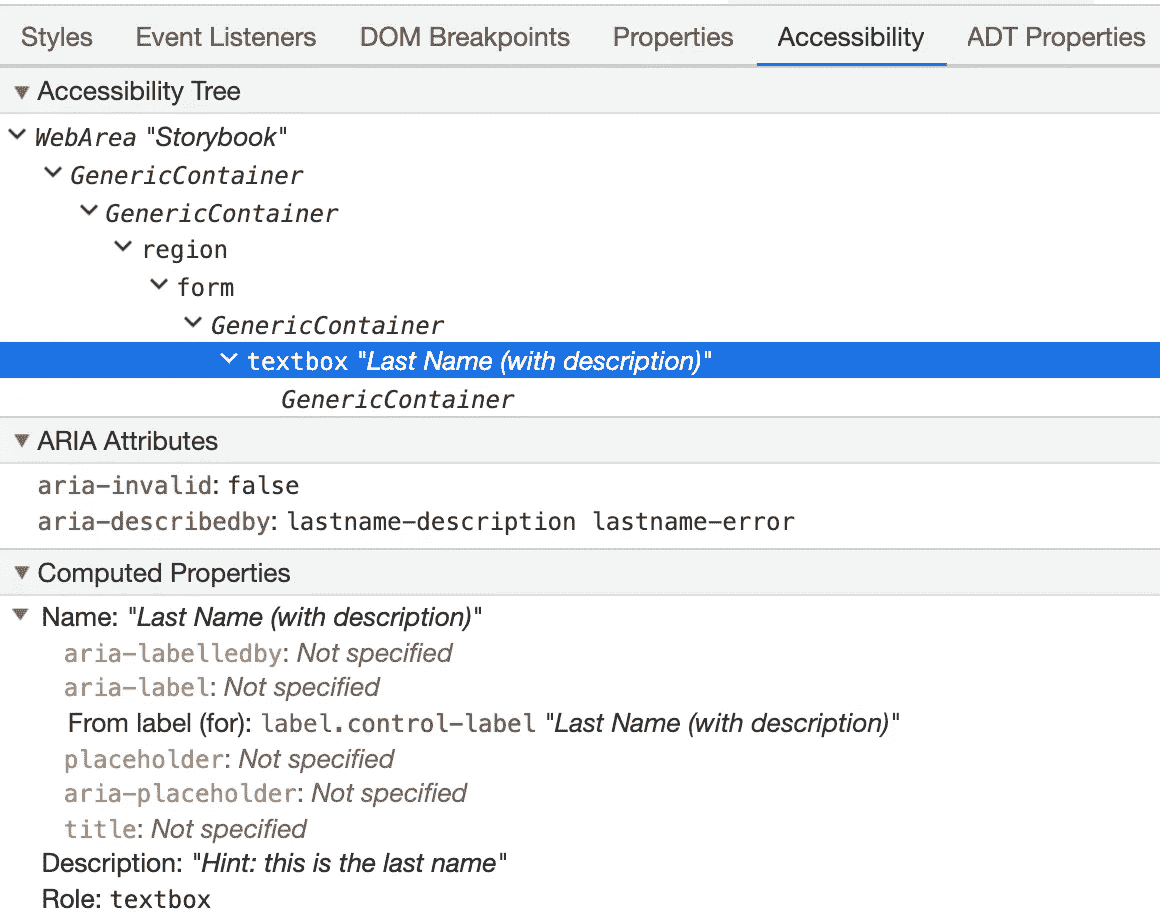 Styles Event Listeners DOM Breakpoints Properties Accessibility ADT Properties
Accessibility Tree
WebArea "Storybook"
GenericContainer
GenericContainer
region
form
GenericContainer
textbox "Last Name (with description)"
GenericContainer
ARIA Attributes
aria-invalid: false
aria-describedby: lastname-description lastname-error
Computed Properties
Name: "Last Name (with description)"
aria-labelledby: Not specified
aria-label: Not specified
From label (for): label.control-label "Last Name (with description)"
placeholder: Not specified
aria-placeholder: Not specified
title: Not specified
Description: "Hint: this is the last name"
Role: textbox